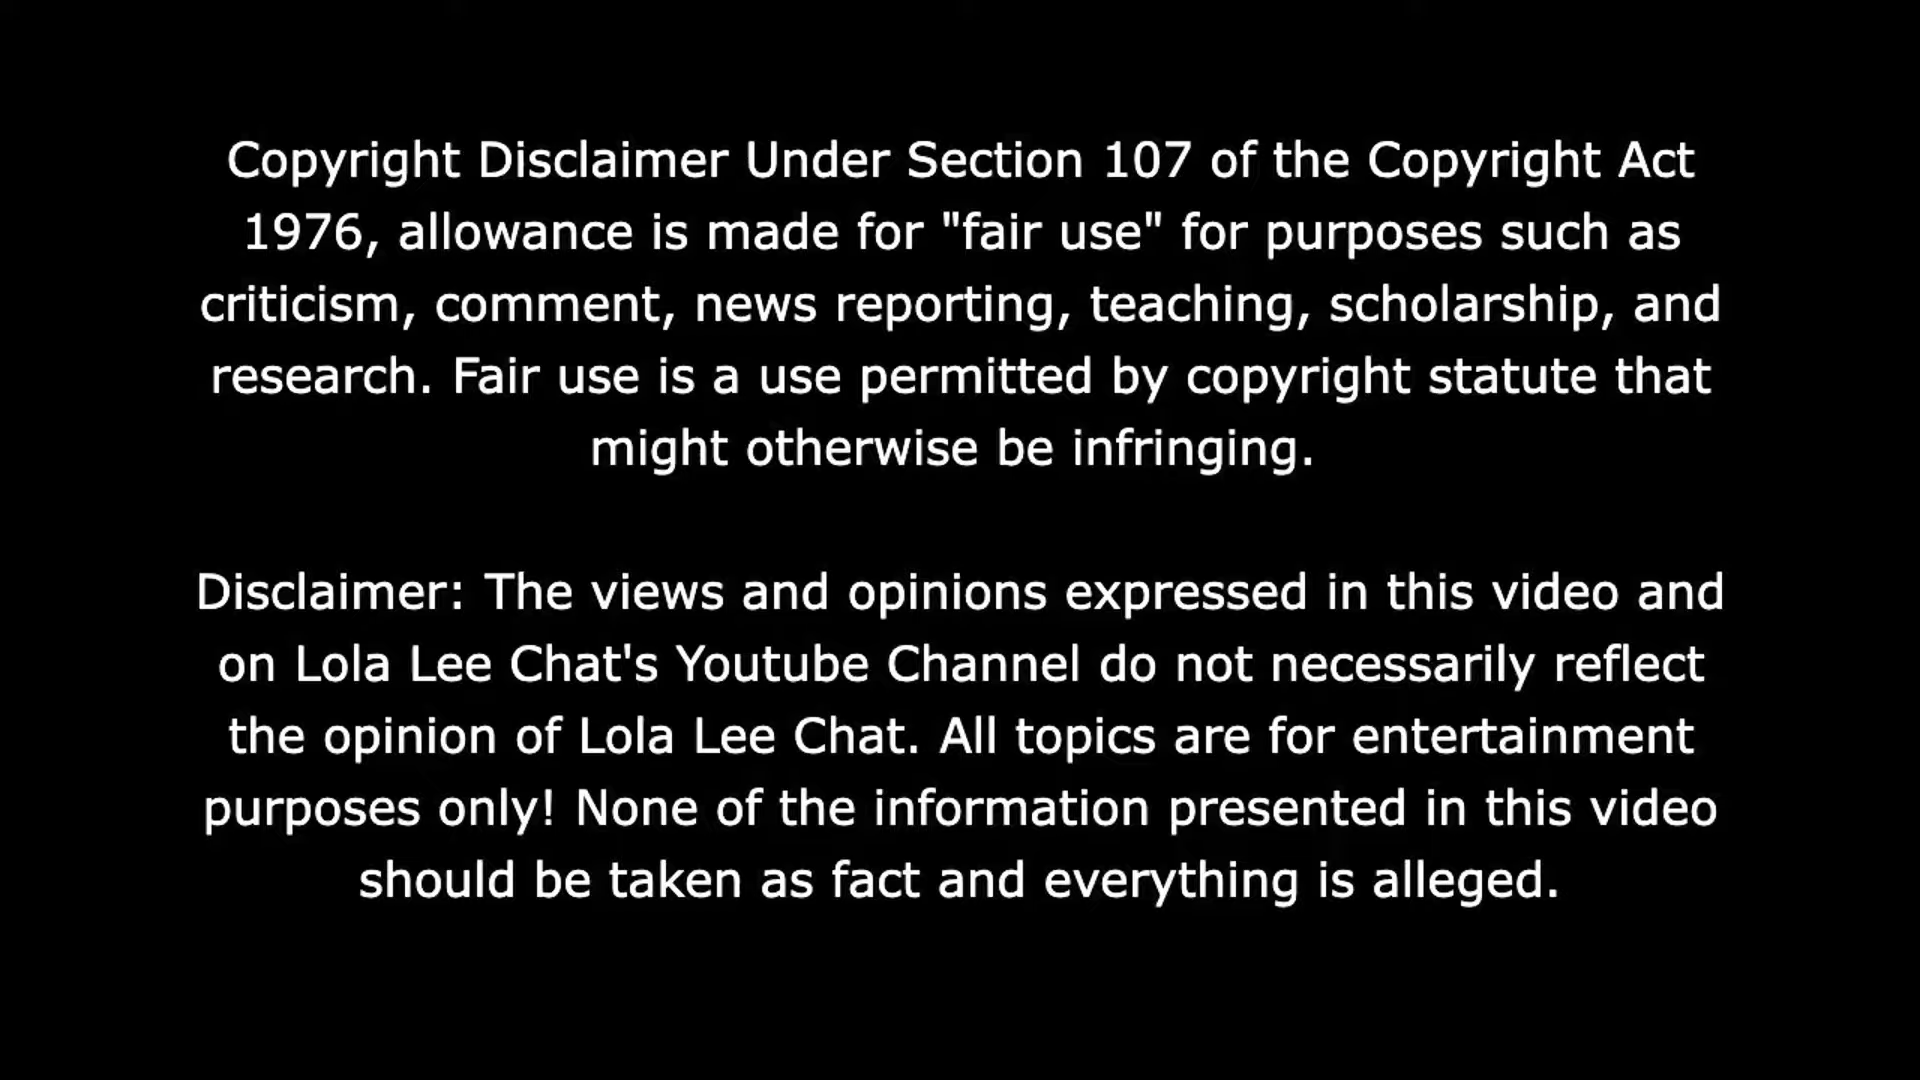 Copyright Disclaimer Under Section 107 of the Copyright Act
1976, allowance is made for "fair use" for purposes such as
criticism, comment, news reporting, teaching, scholarship, and
research. Fair use is a use permitted by copyright statute that
might otherwise be infringing.
Disclaimer: The views and opinions expressed in this video and
on Lola Lee Chat's Youtube Channel do not necessarily reflect
the opinion of Lola Lee Chat. All topics are for entertainment
purposes only! None of the information presented in this video
should be taken as fact and everything is alleged.